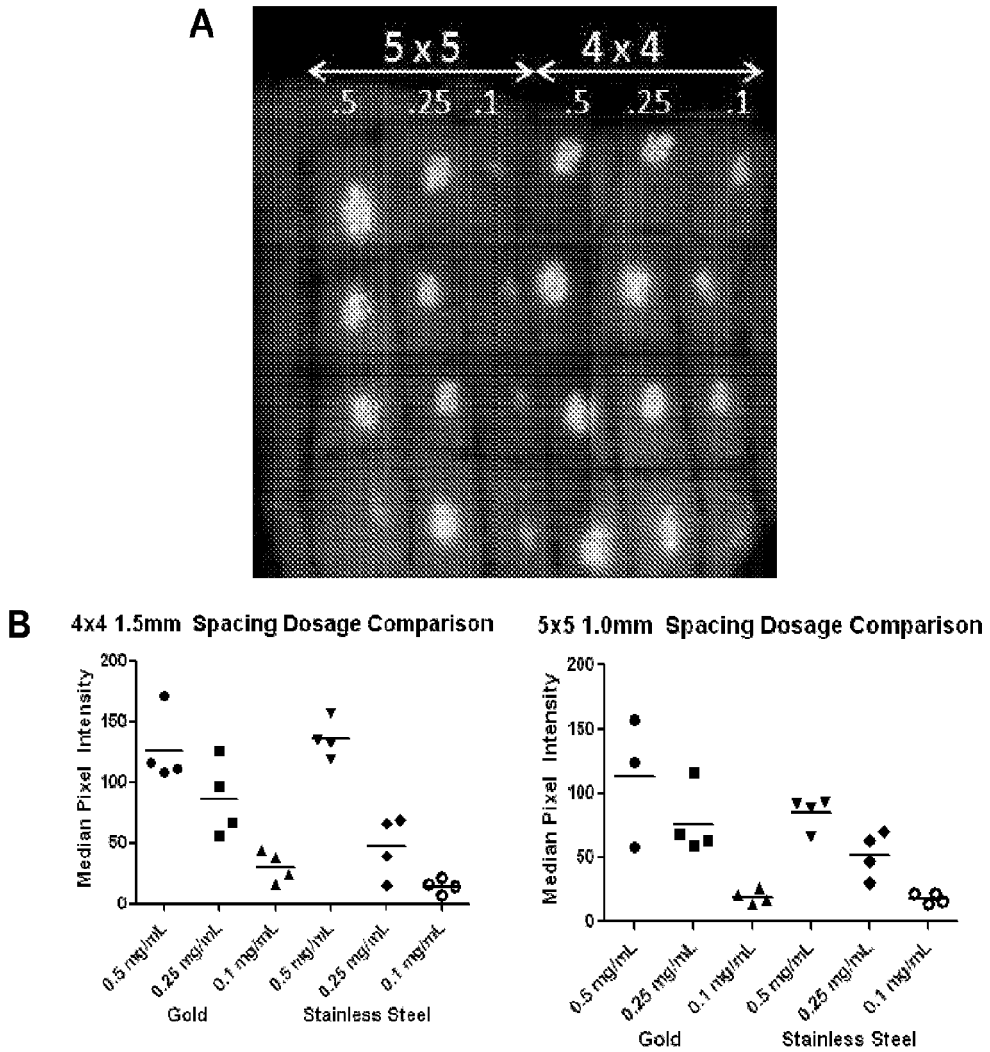 A
5 x 5 4 x 4
.5 .25 .1 .5 .25 .1
B
4x4 1.5mm Spacing Dosage Comparison
Median Pixel Intensity
200
150
100
50
0
0.5 mg/mL
0.25 mg/mL
0.1 mg/mL
0.5 mg/mL
0.25 mg/mL
0.1 mg/mL
Gold Stainless Steel
5x5 1.0mm Spacing Dosage Comparison
Median Pixel Intensity
200
150
100
50
0
0.5 mg/mL
0.25 mg/mL
0.1 mg/mL
0.5 mg/mL
0.25 mg/mL
0.1 mg/mL
Gold Stainless Steel